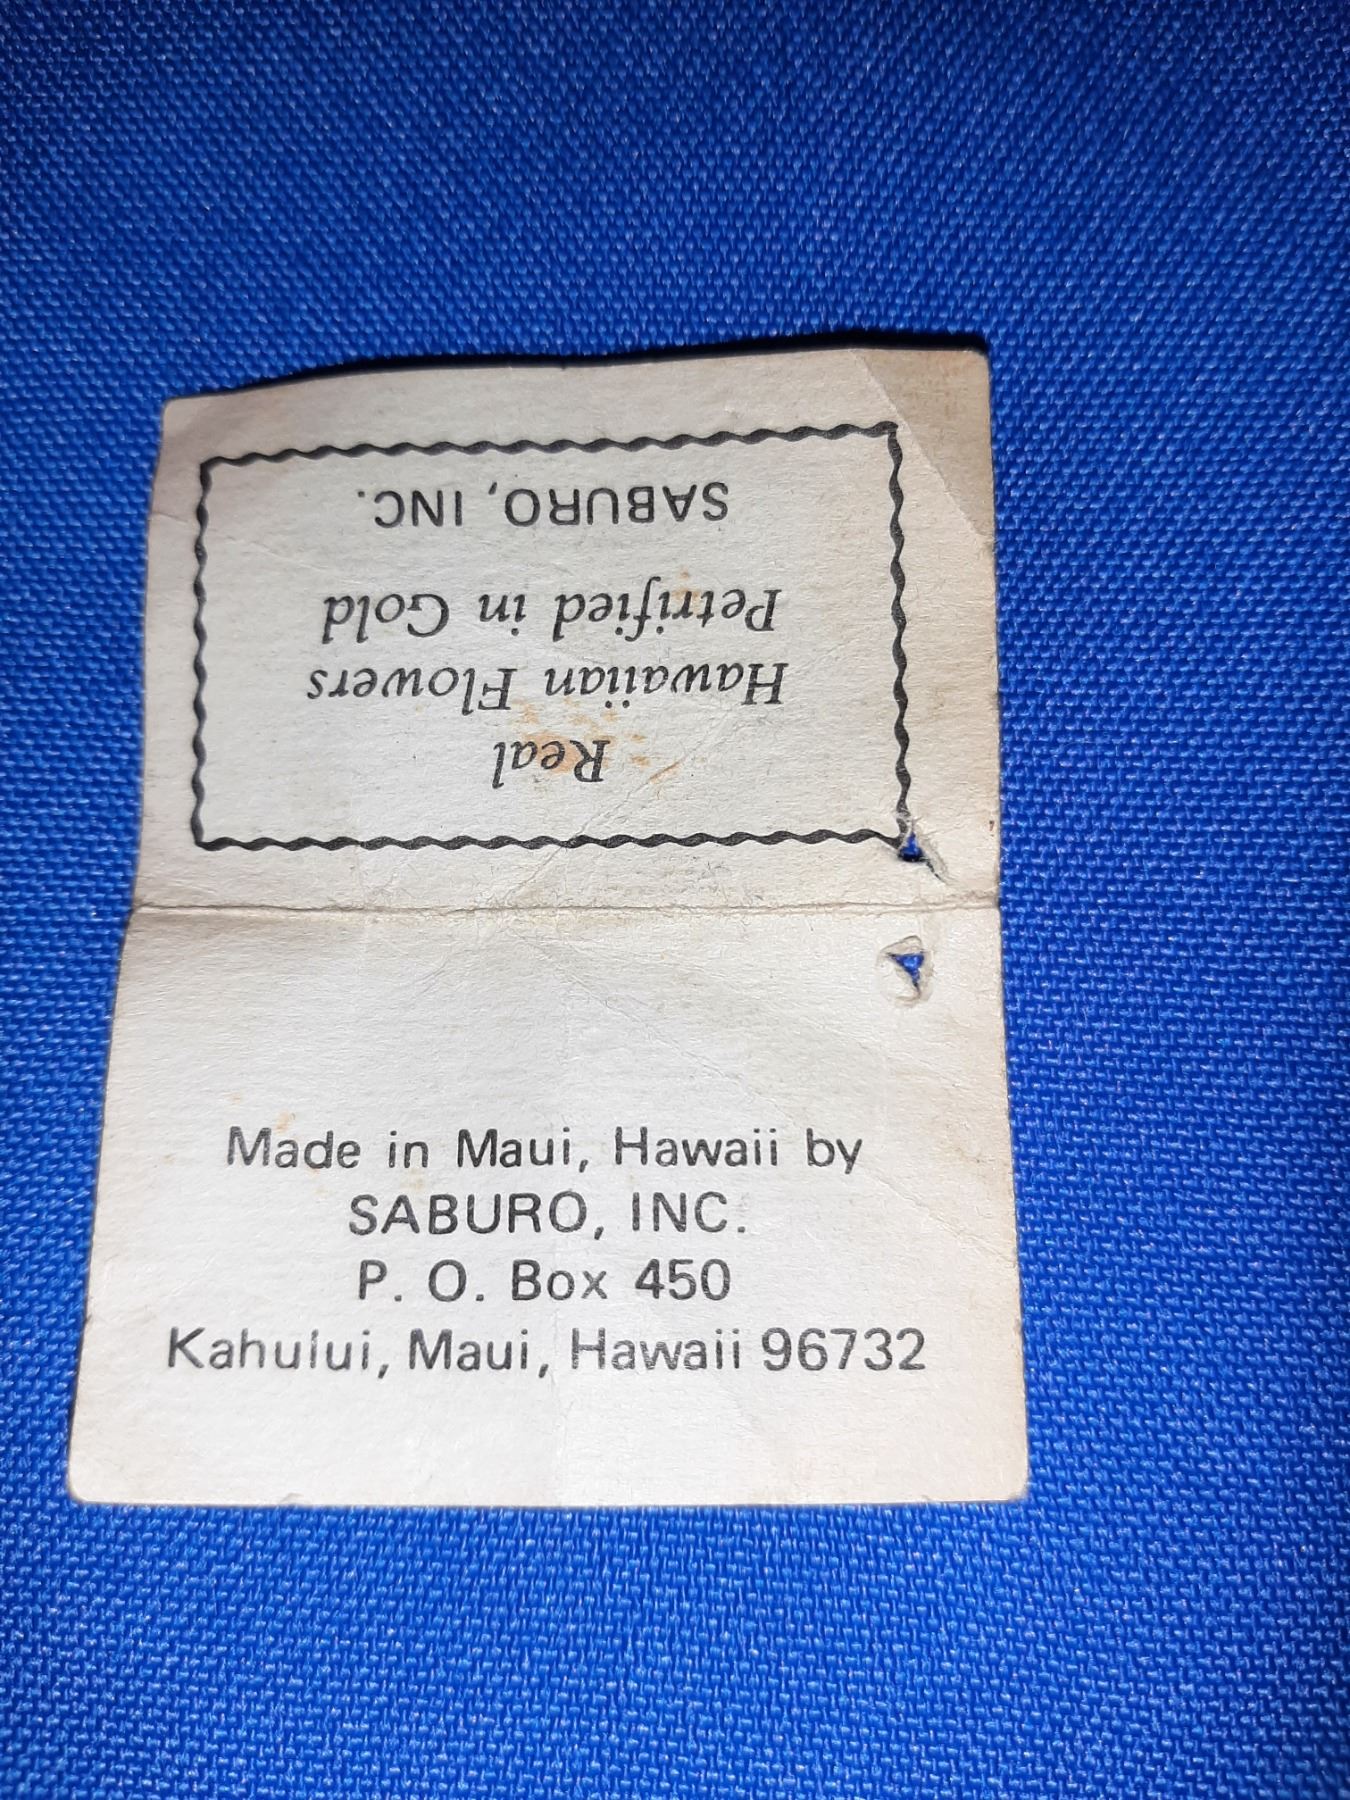 Real
Hawaiian Flowers
Petrified in Gold
SABURO, INC.
Made in Maui, Hawaii by
SABURO, INC.
P. O. Box 450
Kahului, Maui, Hawaii 96732